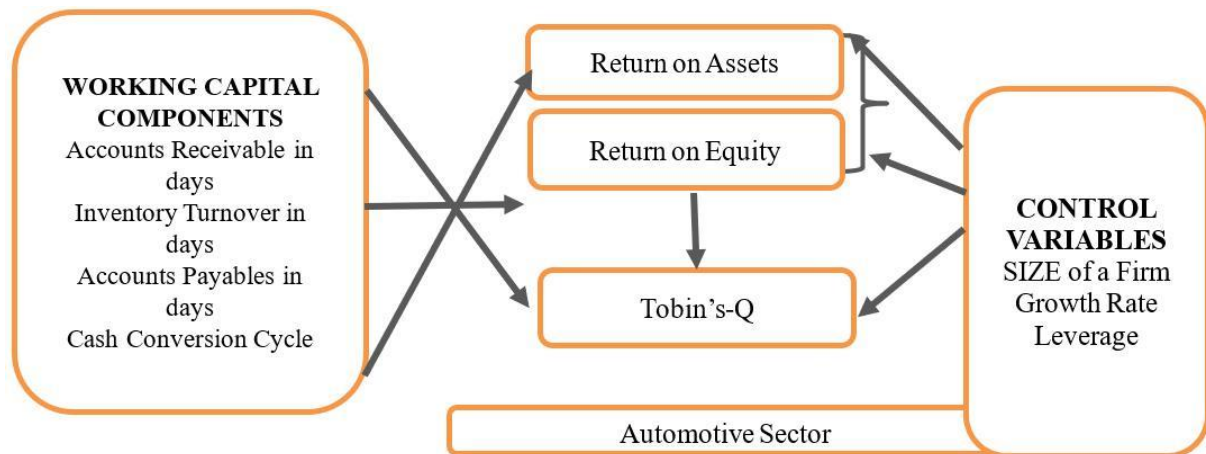 WORKING CAPITAL
COMPONENTS
Accounts Receivable in
days
Inventory Turnover in
days
Accounts Payables in
days
Cash Conversion Cycle
Return on Assets
Return on Equity
Tobin’s-Q
Automotive Sector
CONTROL
VARIABLES
SIZE of a Firm
Growth Rate
Leverage